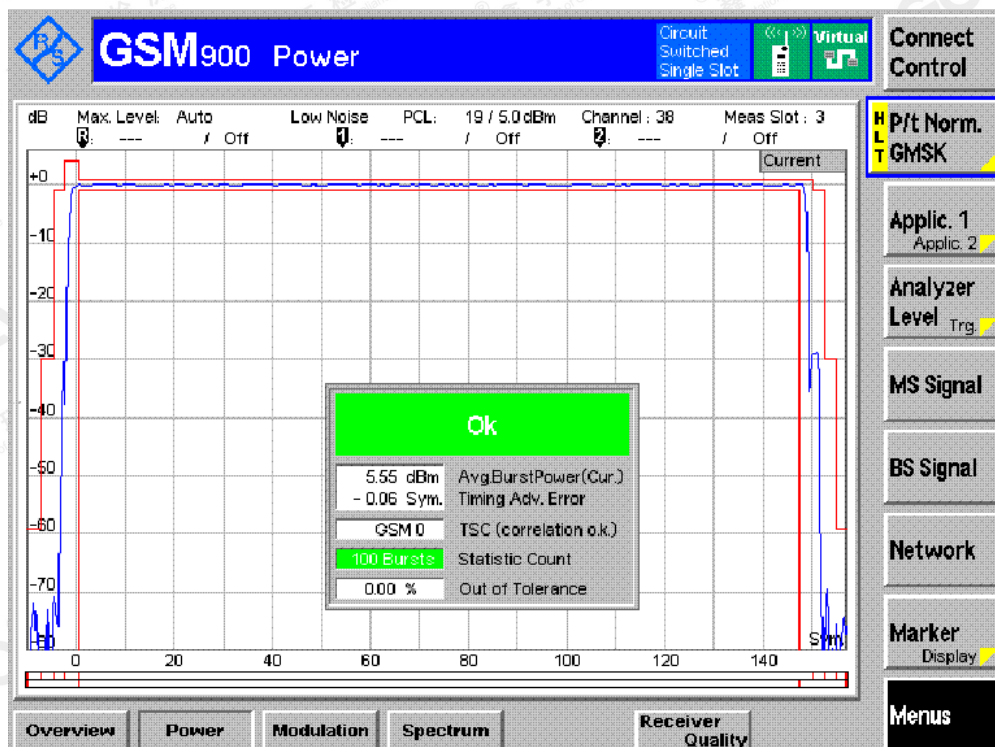 R/S
GSM900 Power
Circuit
Switched
Single Slot
Virtual
Connect
Control
dB Max. Level: Auto Low Noise PCL: 19 / 5.0 dBm Channel : 38 Meas Slot : 3
R: --- / Off 1: --- / Off 2: --- / Off
Current
HLT
P/t Norm.
GMSK
Applic. 1
Applic. 2
Analyzer
Level Trg.
MS Signal
BS Signal
Network
Marker
Display
Menus
+0
-10
-20
-30
-40
-50
-60
-70
-80
Ok
5.55 dBm Avg.BurstPower(Cur.)
- 0.06 Sym. Timing Adv. Error
GSM 0 TSC (correlation o.k.)
100 Bursts Statistic Count
0.00 % Out of Tolerance
Sym.
0 20 40 60 80 100 120 140
Overview Power Modulation Spectrum Receiver
Quality